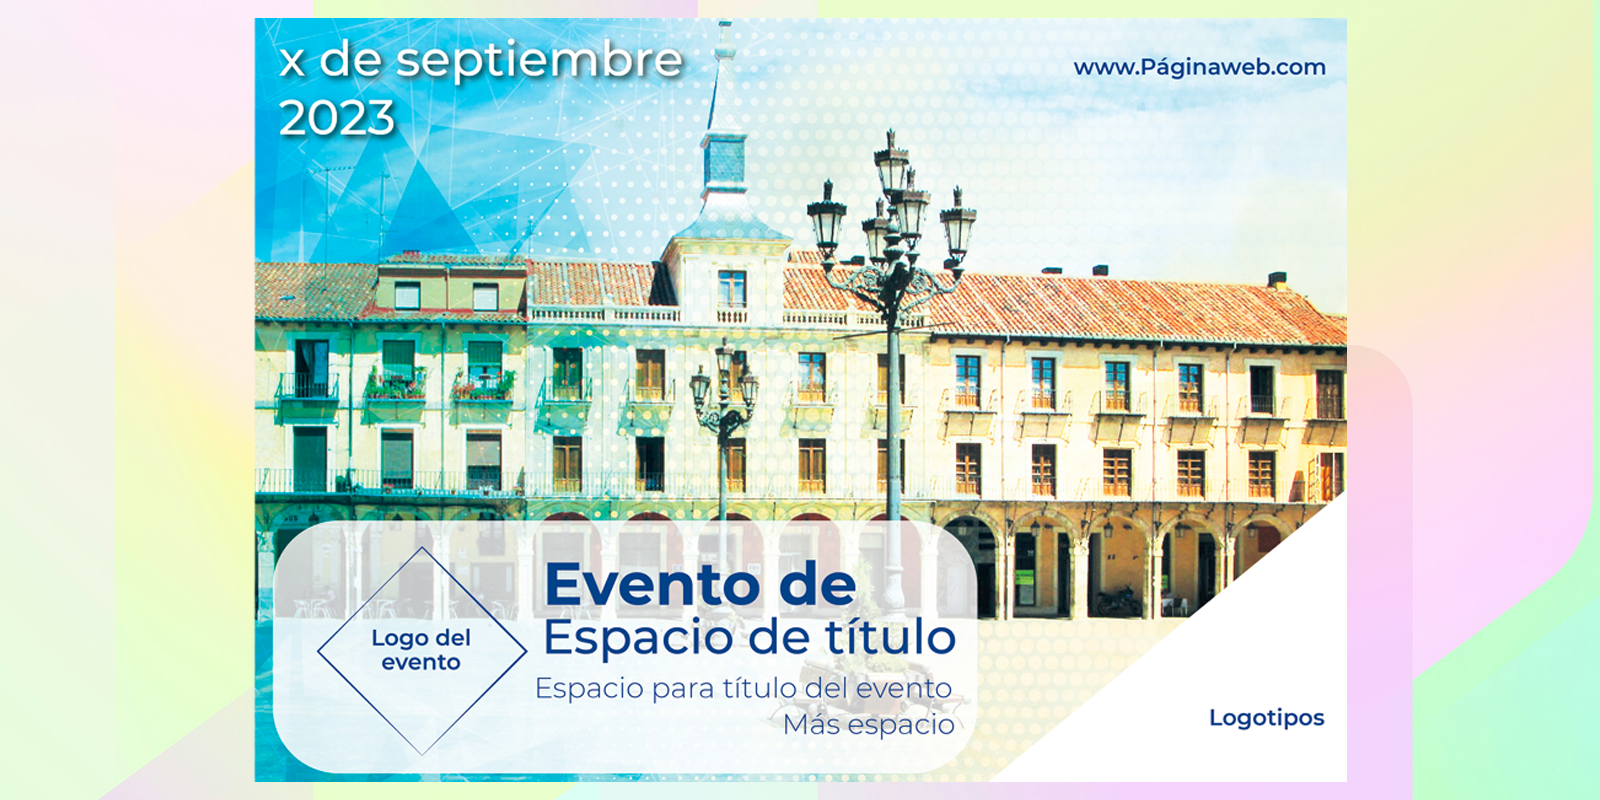 x de septiembre
2023
www.Páginaweb.com
Evento de
Espacio de título
Logo del
evento
Espacio para título del evento
Más espacio
Logotipos